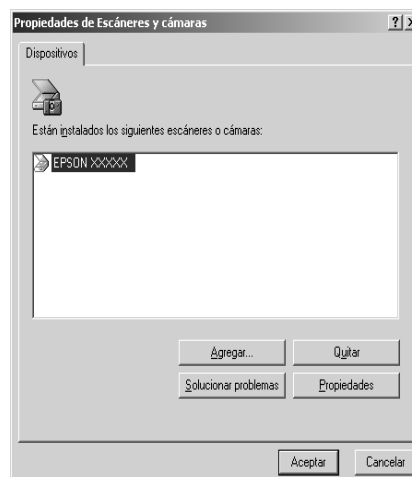 Propiedades de Escáneres y cámaras
Dispositivos
Están instalados los siguientes escáneres o cámaras:
EPSON XXXXX
Agregar... Quitar
Solucionar problemas Propiedades
Aceptar Cancelar